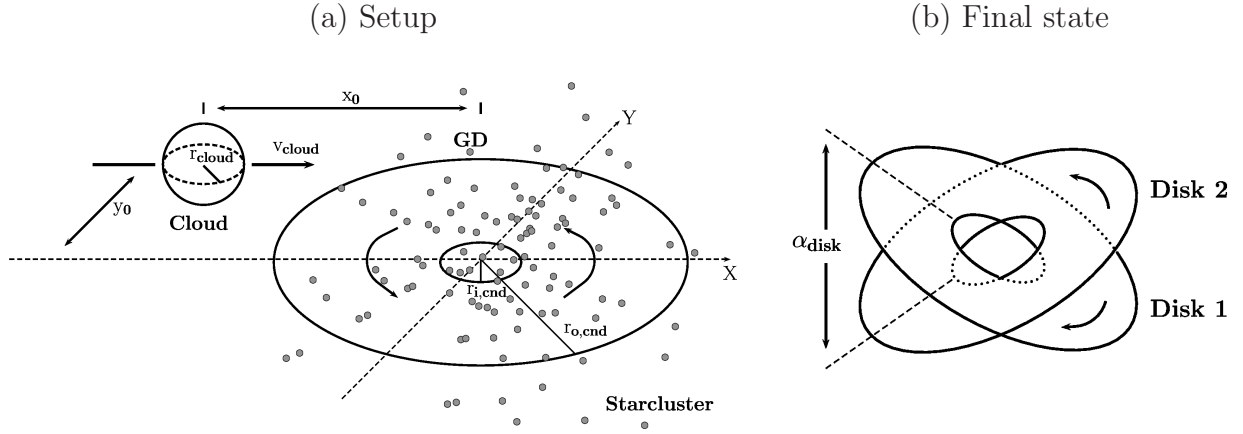 (a) Setup
(b) Final state
x0
GD
Y
rcloud
vcloud
y0
Cloud
X
ri,cnd
ro,cnd
Starcluster
αdisk
Disk 2
Disk 1